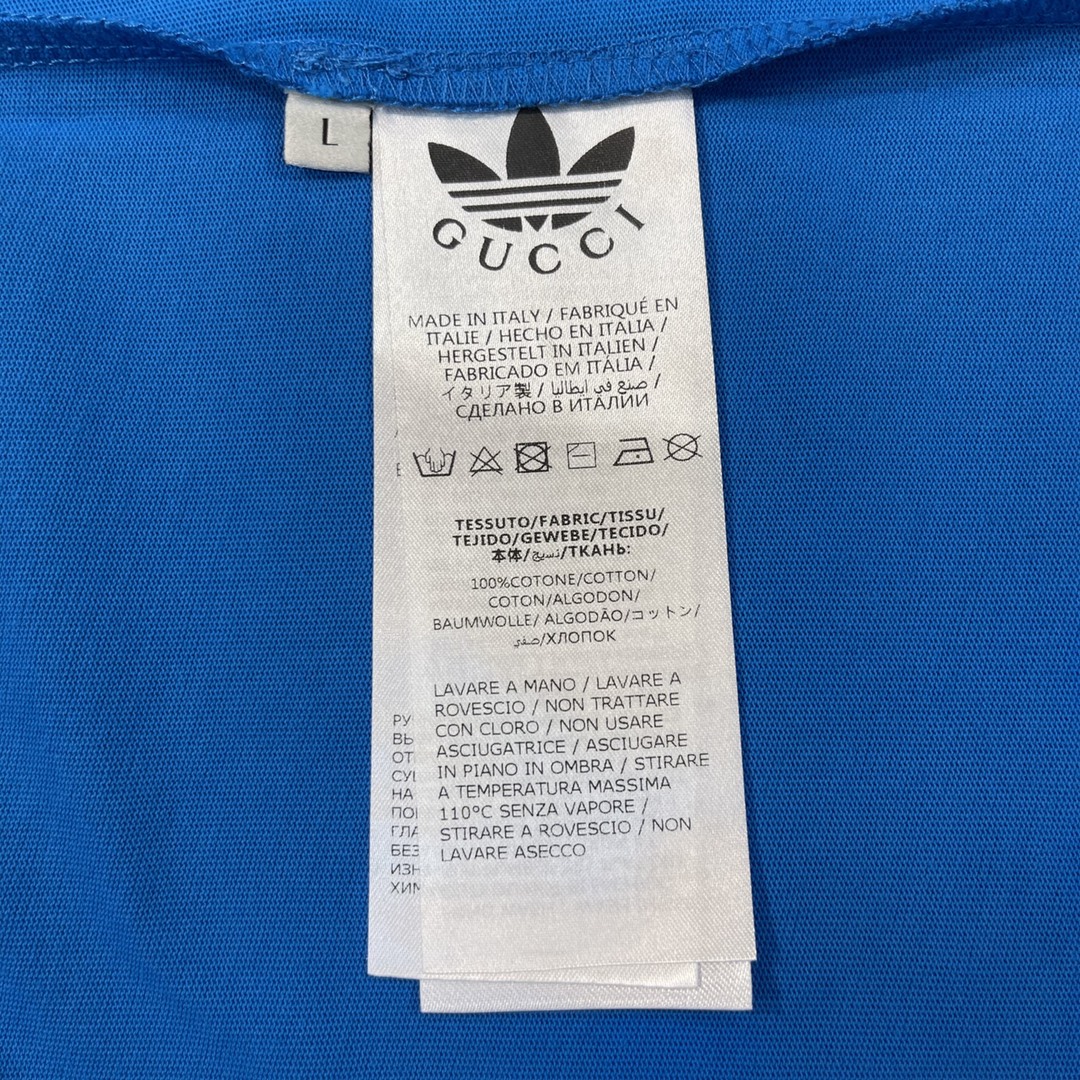 L
GUCCI
MADE IN ITALY / FABRIQUÉ EN
ITALIE / HECHO EN ITALIA /
HERGESTELT IN ITALIEN /
FABRICADO EM ITÁLIA /
イタリア製 / صنع في إيطاليا /
СДЕЛАНО В ИТАЛИИ
TESSUTO/FABRIC/TISSU/
TEJIDO/GEWEBE/TECIDO/
本体/نسيج/ТКАНЬ:
100%COTONE/COTTON/
COTON/ALGODON/
BAUMWOLLE/ ALGODÃO/コットン/
صفي/ХЛОПОК
LAVARE A MANO / LAVARE A
ROVESCIO / NON TRATTARE
CON CLORO / NON USARE
ASCIUGATRICE / ASCIUGARE
IN PIANO IN OMBRA / STIRARE
A TEMPERATURA MASSIMA
110°C SENZA VAPORE /
STIRARE A ROVESCIO / NON
LAVARE ASECCO